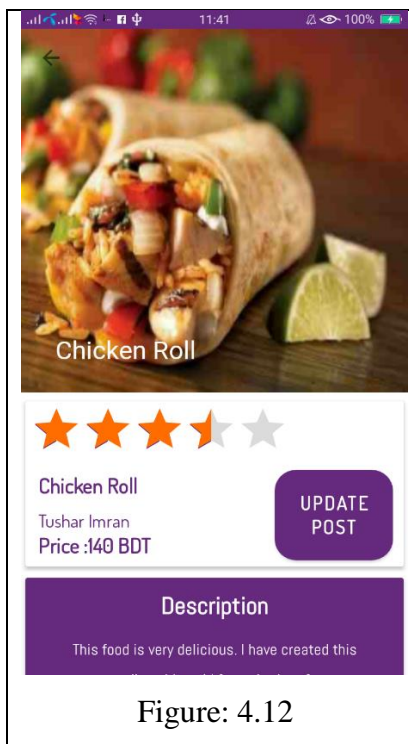 11:41
100%
Chicken Roll
Chicken Roll
Tushar Imran
Price :140 BDT
UPDATE
POST
Description
This food is very delicious. I have created this
Figure: 4.12